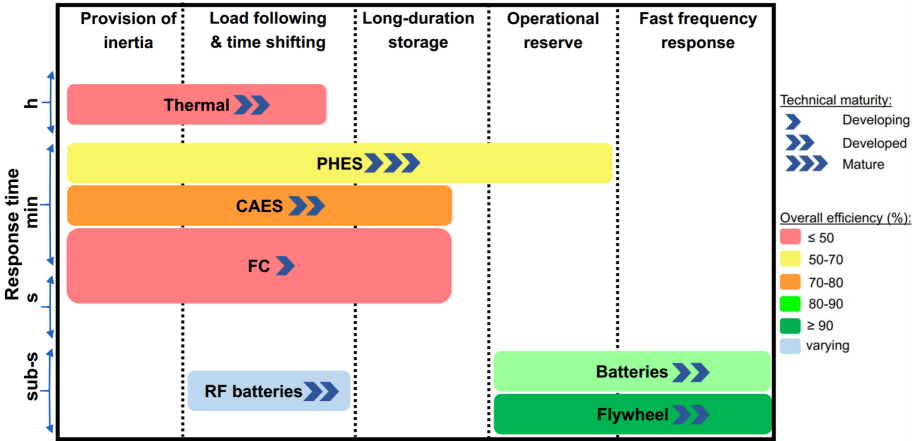 Provision of
inertia
Load following
& time shifting
Long-duration
storage
Operational
reserve
Fast frequency
response
Response time
h
min
s
sub-s
Thermal
PHES
CAES
FC
RF batteries
Batteries
Flywheel
Technical maturity:
Developing
Developed
Mature
Overall efficiency (%):
≤ 50
50-70
70-80
80-90
≥ 90
varying